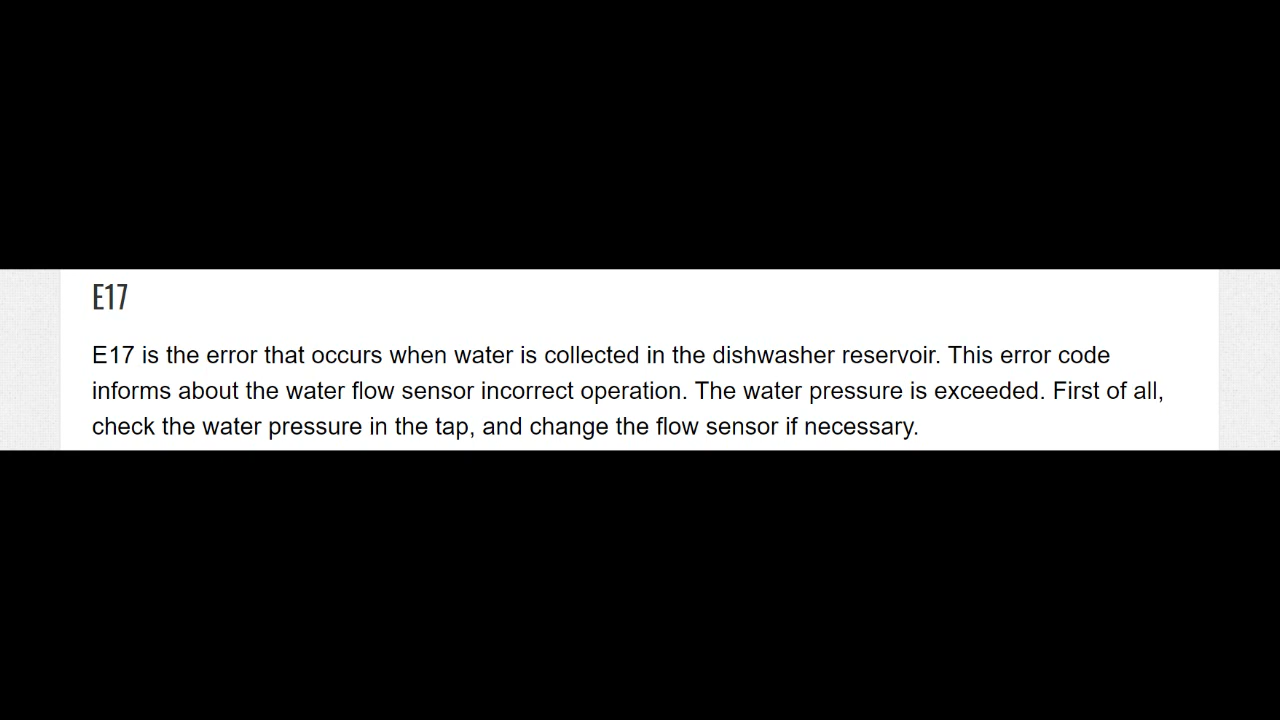 E17
E17 is the error that occurs when water is collected in the dishwasher reservoir. This error code
informs about the water flow sensor incorrect operation. The water pressure is exceeded. First of all,
check the water pressure in the tap, and change the flow sensor if necessary.